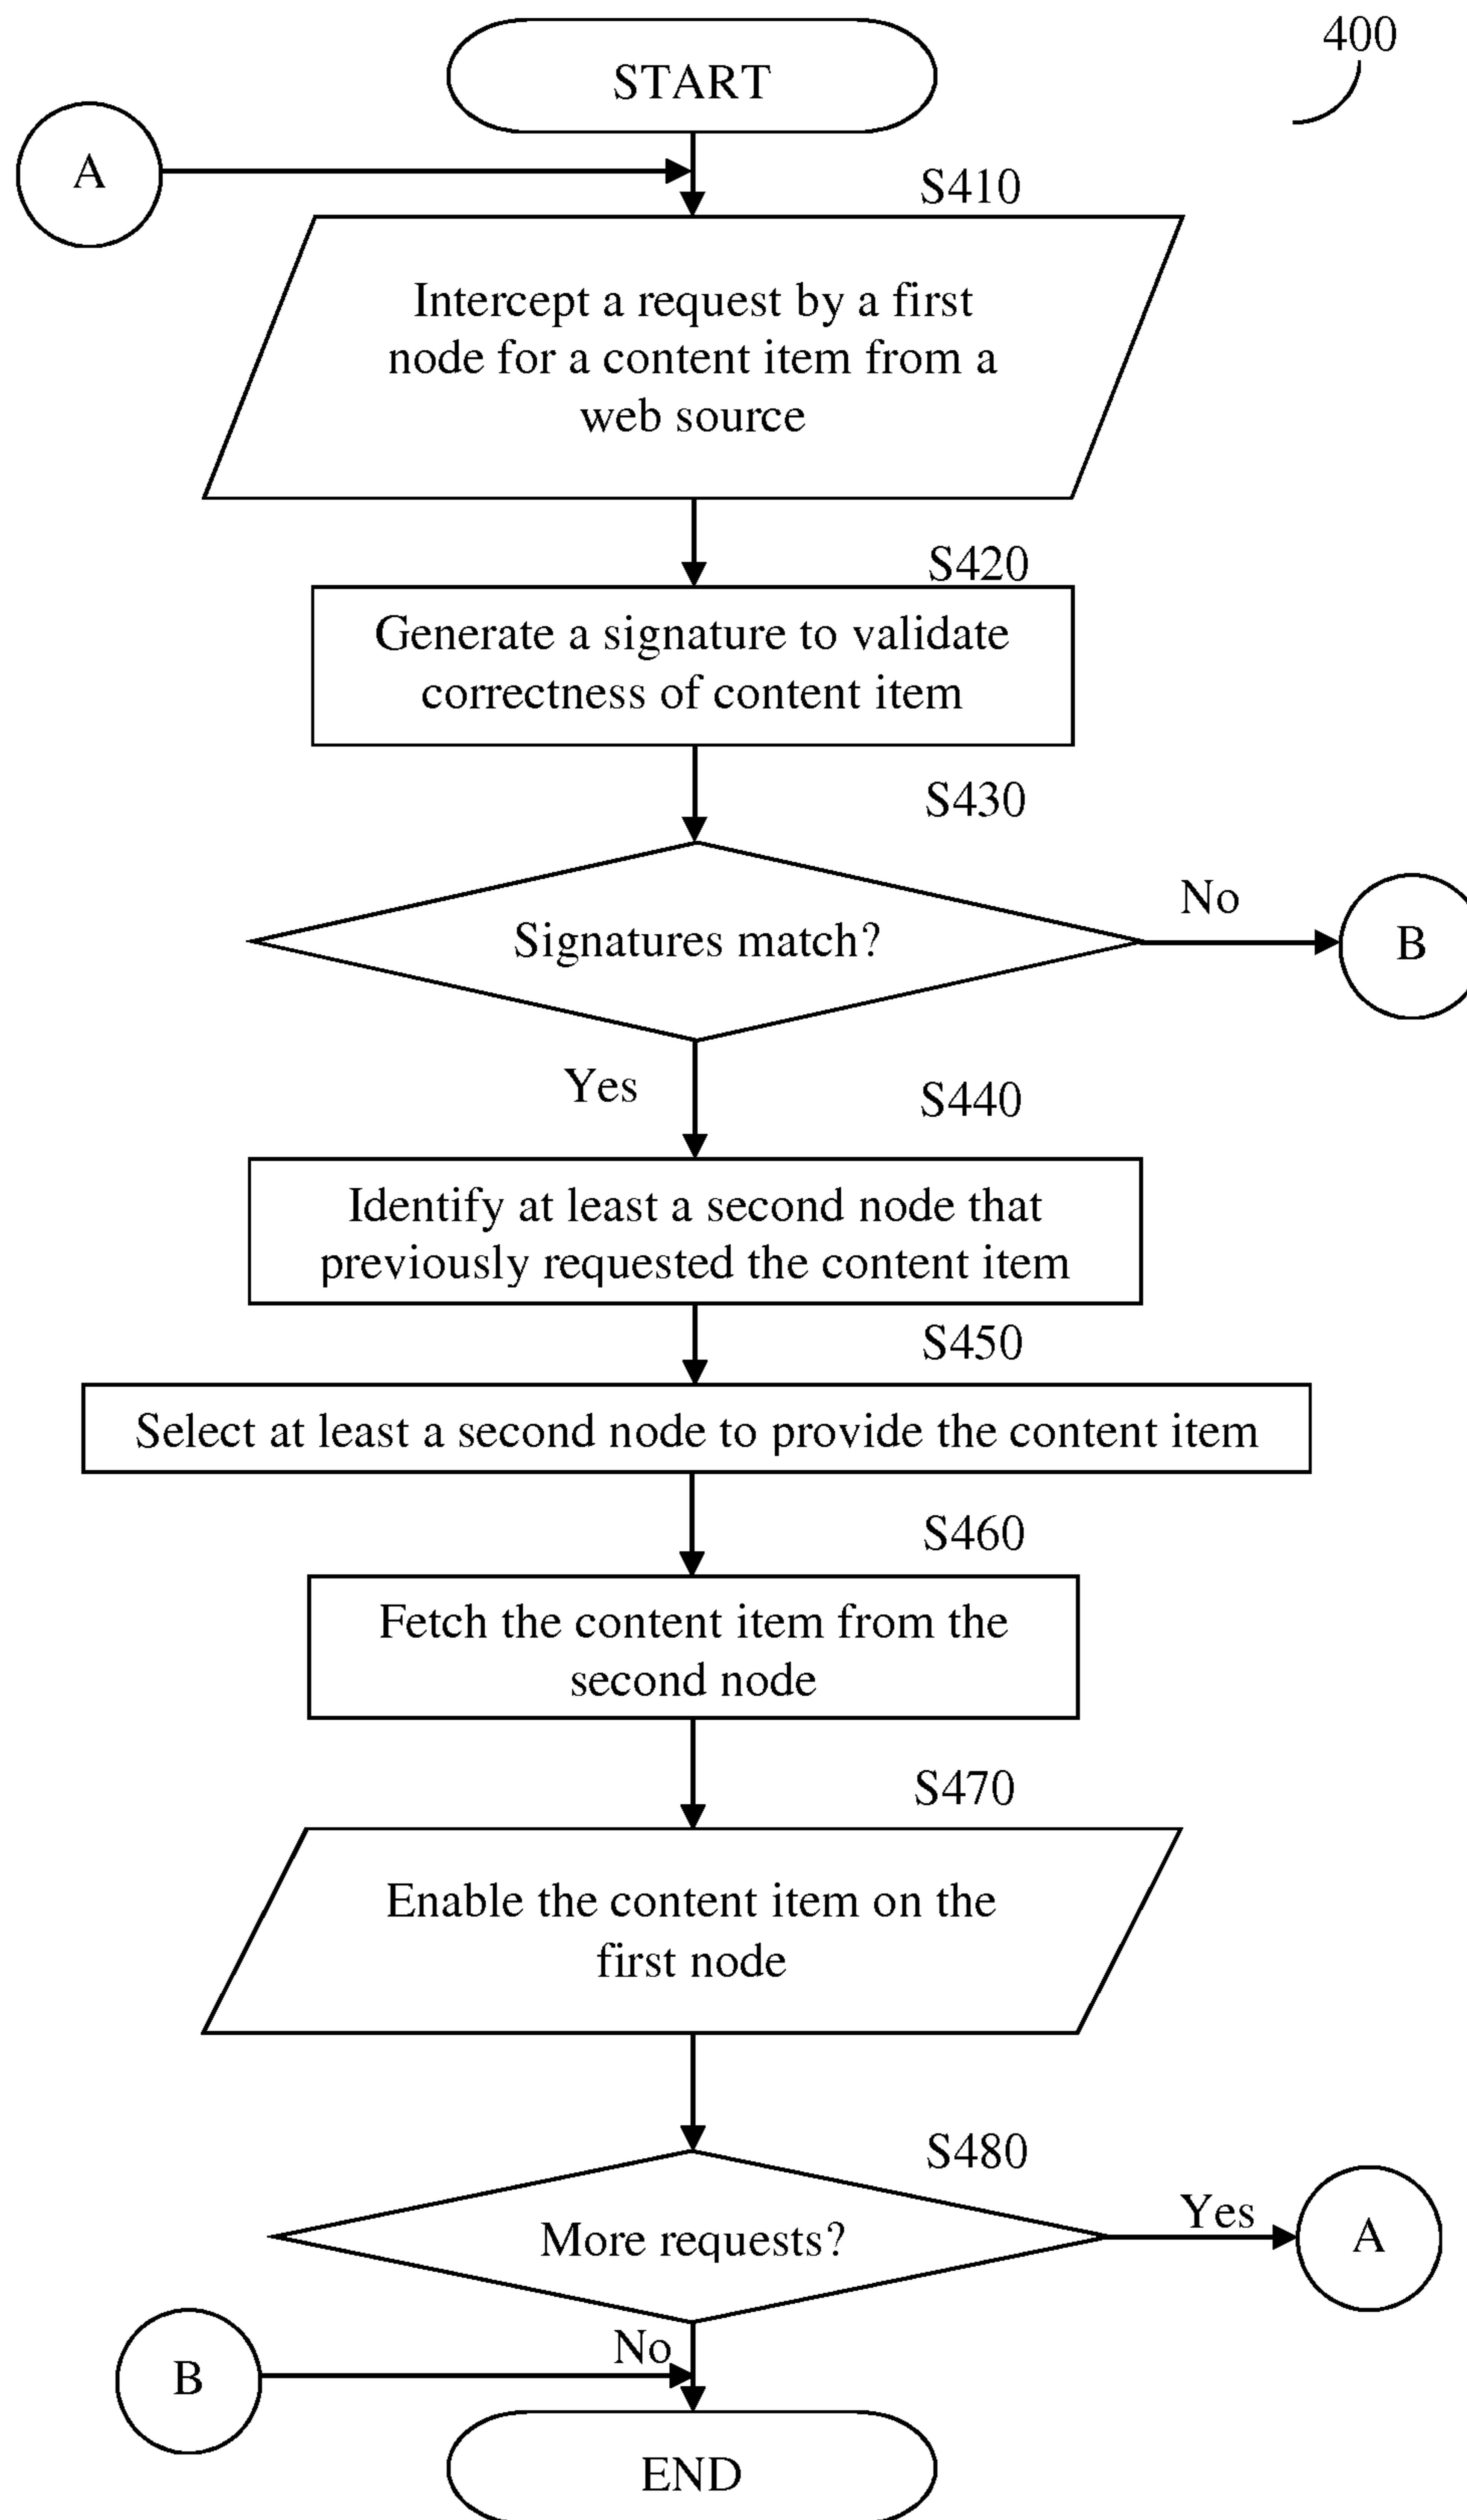 START
400
A
S410
Intercept a request by a first
node for a content item from a
web source
S420
Generate a signature to validate
correctness of content item
S430
Signatures match?
No
B
Yes
S440
Identify at least a second node that
previously requested the content item
S450
Select at least a second node to provide the content item
S460
Fetch the content item from the
second node
S470
Enable the content item on the
first node
S480
More requests?
Yes
A
No
B
END